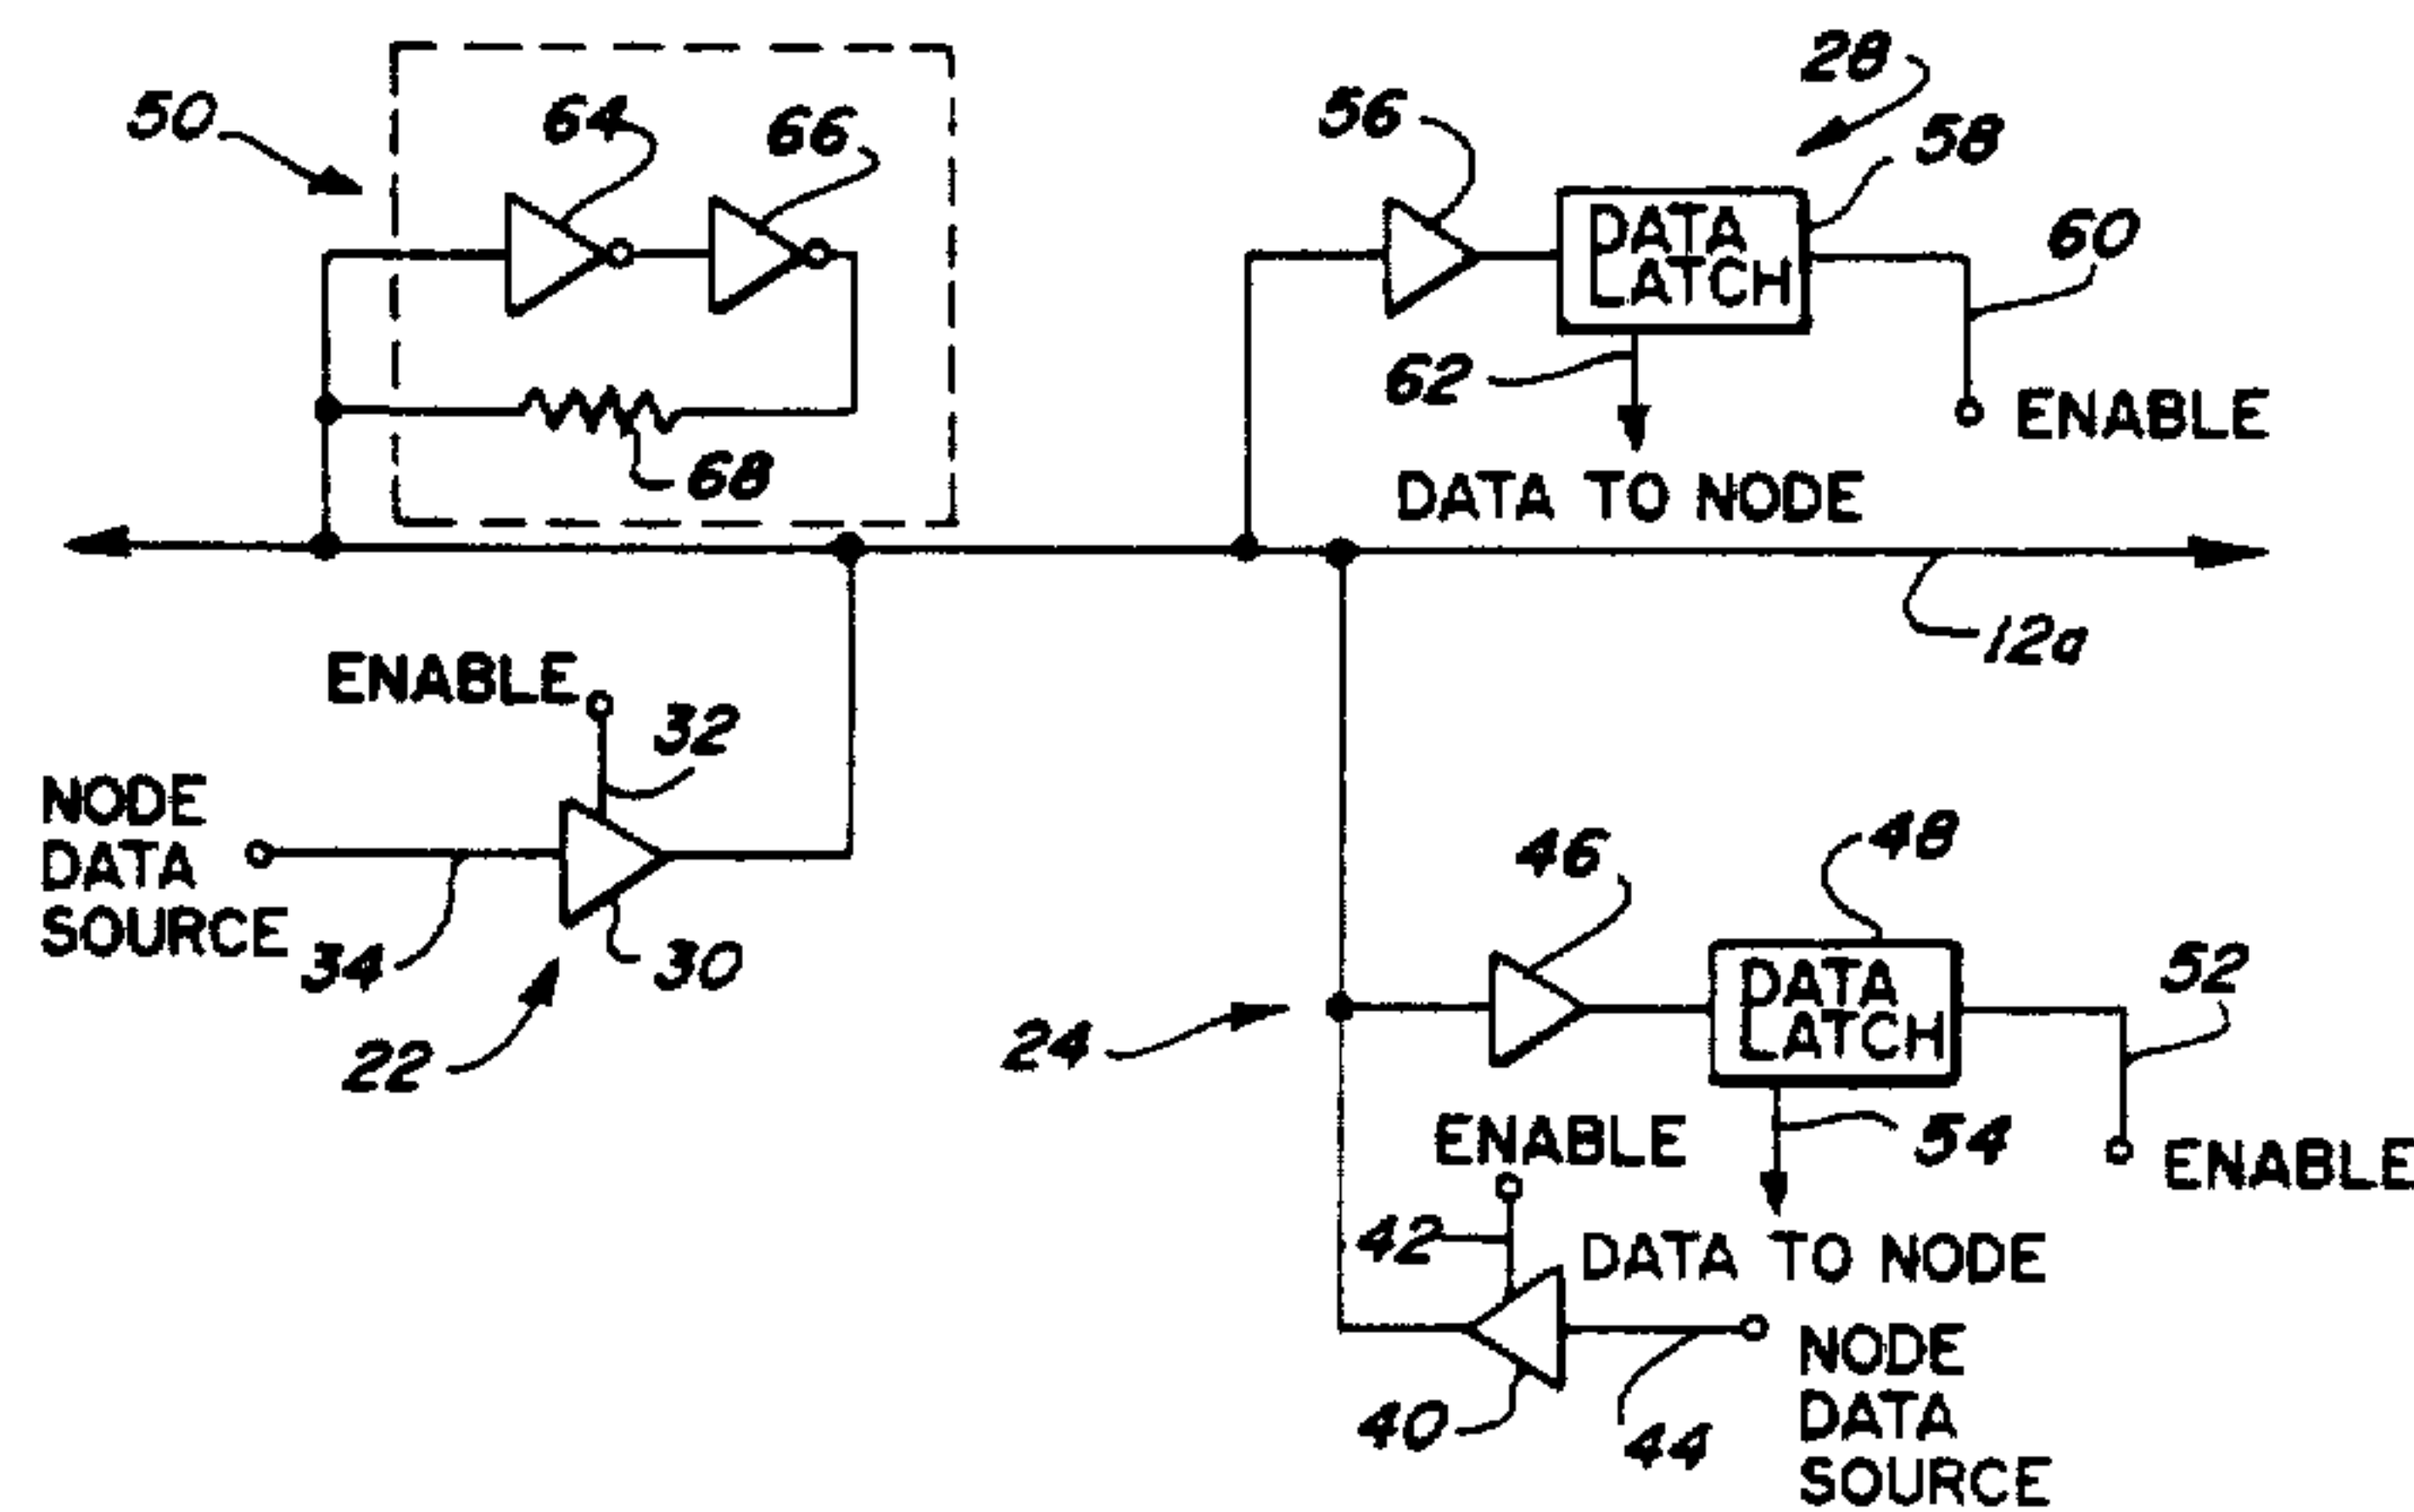 28
50
64
66
56
58
60
DATA
LATCH
62
ENABLE
68
DATA TO NODE
12a
ENABLE
32
NODE
DATA
SOURCE
34
30
22
46
48
52
24
DATA
LATCH
ENABLE
54
ENABLE
42
DATA TO NODE
40
44
NODE
DATA
SOURCE